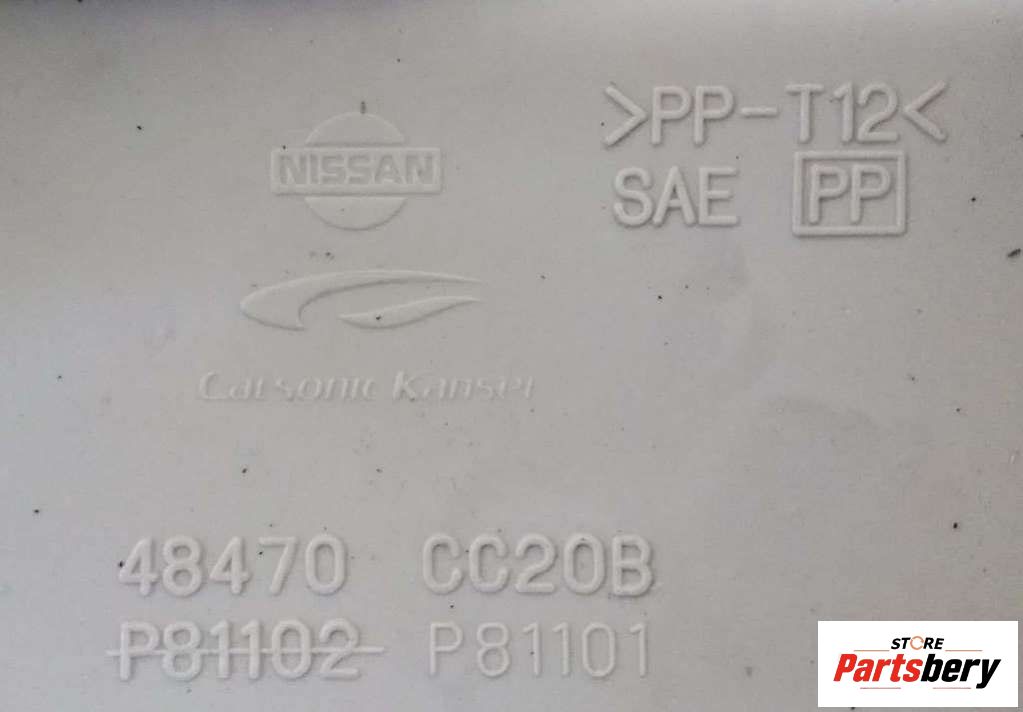 NISSAN
>PP-T12<
SAE PP
Calsonic Kansei
48470 CC20B
P81102 P81101
STORE
Partsbery